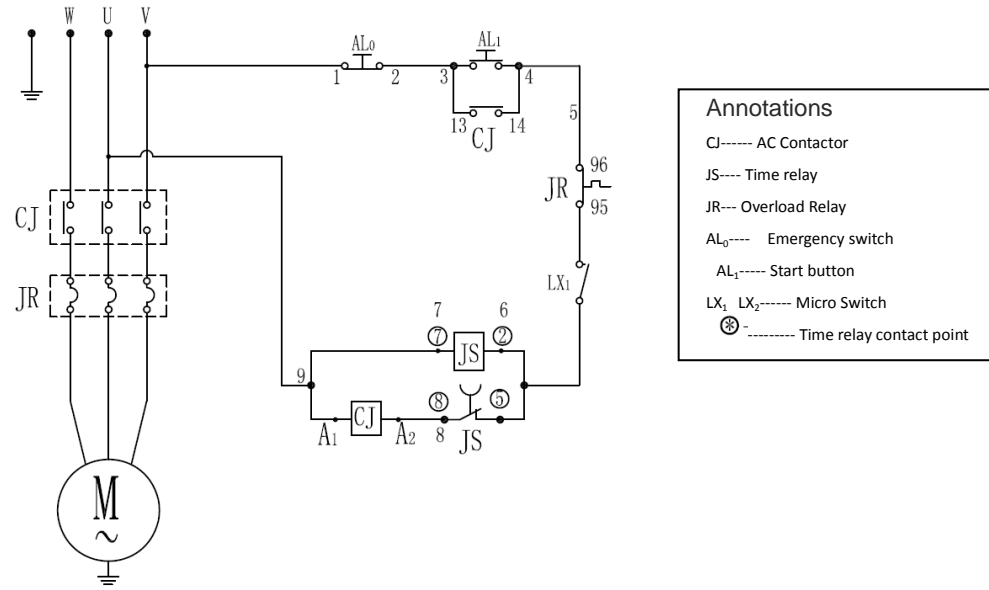 W U V
AL₀
AL₁
1 2 3 4
13 14
CJ
5
96
JR
95
CJ
LX₁
JR
7 6
⑦ JS ②
9
⑧ ⑤
A₁ CJ A₂ 8 JS
M
~
Annotations
CJ------ AC Contactor
JS---- Time relay
JR--- Overload Relay
AL₀---- Emergency switch
AL₁----- Start button
LX₁ LX₂------ Micro Switch
⊛ - --------- Time relay contact point